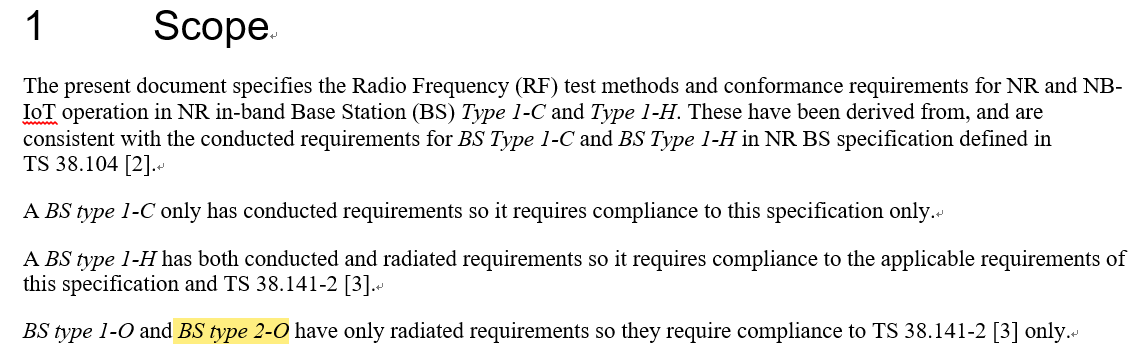 1 Scope
The present document specifies the Radio Frequency (RF) test methods and conformance requirements for NR and NB-
IoT operation in NR in-band Base Station (BS) Type 1-C and Type 1-H. These have been derived from, and are
consistent with the conducted requirements for BS Type 1-C and BS Type 1-H in NR BS specification defined in
TS 38.104 [2].
A BS type 1-C only has conducted requirements so it requires compliance to this specification only.
A BS type 1-H has both conducted and radiated requirements so it requires compliance to the applicable requirements of
this specification and TS 38.141-2 [3].
BS type 1-O and BS type 2-O have only radiated requirements so they require compliance to TS 38.141-2 [3] only.